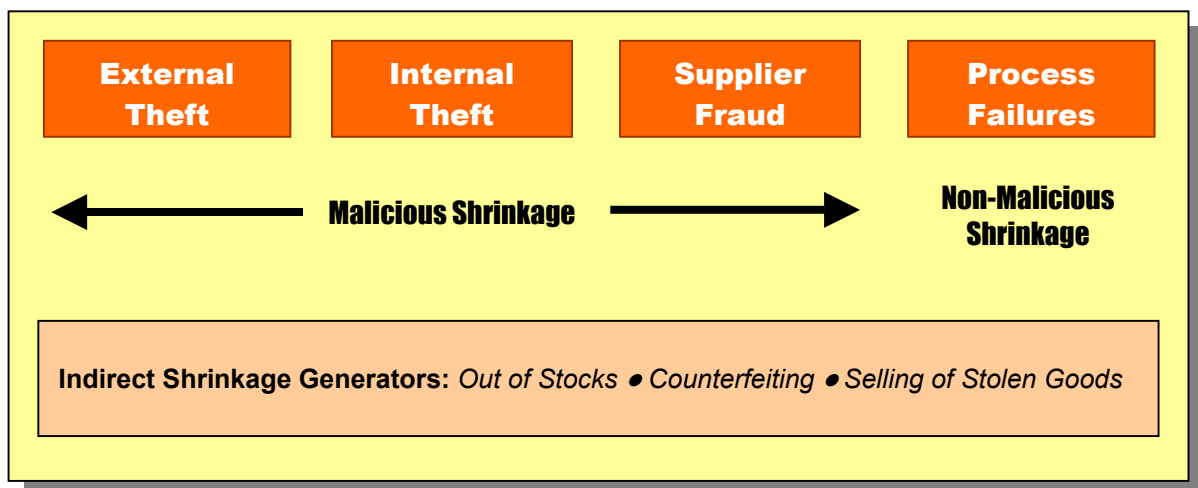 External
Theft
Internal
Theft
Supplier
Fraud
Process
Failures
Malicious Shrinkage
Non-Malicious
Shrinkage
Indirect Shrinkage Generators: Out of Stocks ● Counterfeiting ● Selling of Stolen Goods